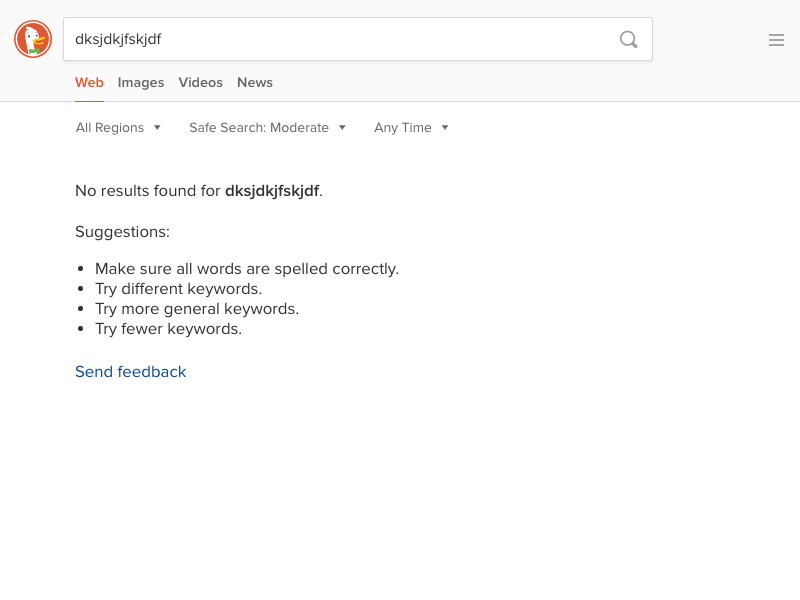 dksjdkjfskjdf
Web Images Videos News
All Regions Safe Search: Moderate Any Time
No results found for dksjdkjfskjdf.
Suggestions:
Make sure all words are spelled correctly.
Try different keywords.
Try more general keywords.
Try fewer keywords.
Send feedback